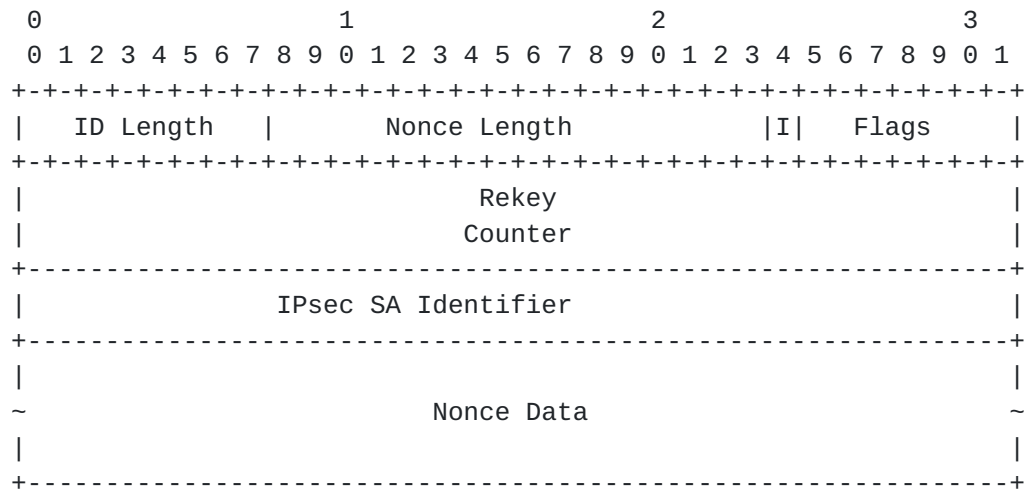 0                   1                   2                   3
 0 1 2 3 4 5 6 7 8 9 0 1 2 3 4 5 6 7 8 9 0 1 2 3 4 5 6 7 8 9 0 1
+-+-+-+-+-+-+-+-+-+-+-+-+-+-+-+-+-+-+-+-+-+-+-+-+-+-+-+-+-+-+-+-+
|   ID Length   |       Nonce Length            |I|   Flags     |
+-+-+-+-+-+-+-+-+-+-+-+-+-+-+-+-+-+-+-+-+-+-+-+-+-+-+-+-+-+-+-+-+
|                             Rekey                             |
|                            Counter                            |
+---------------------------------------------------------------+
|                IPsec SA Identifier                            |
+---------------------------------------------------------------+
|                                                               |
~                          Nonce Data                           ~
|                                                               |
+---------------------------------------------------------------+